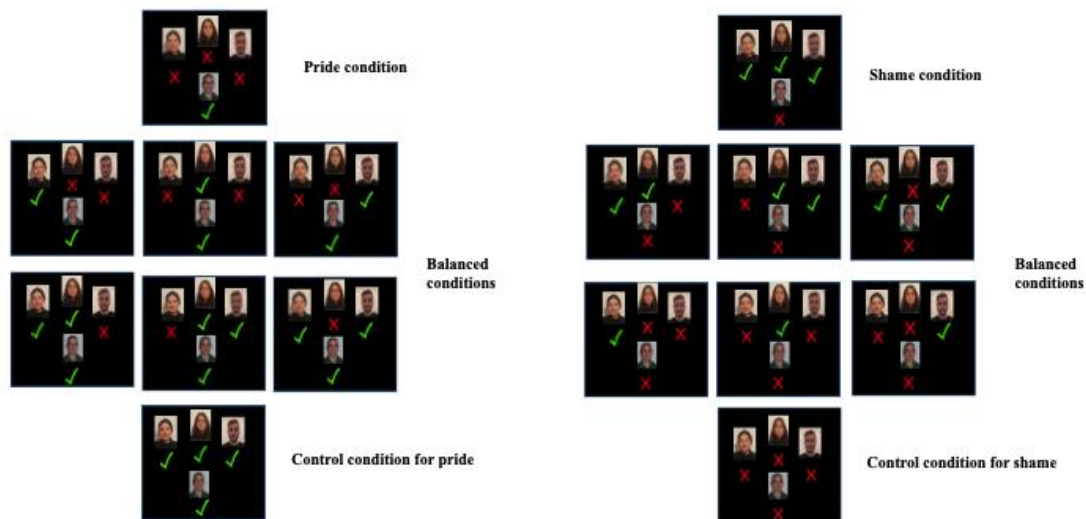 Pride condition
Shame condition
Balanced
conditions
Balanced
conditions
Control condition for pride
Control condition for shame